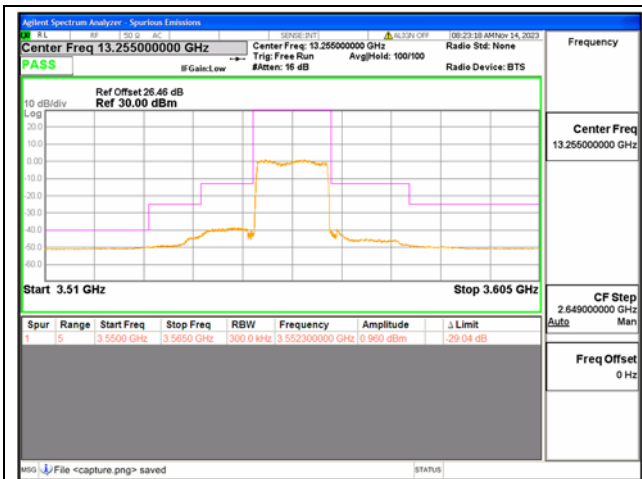 Agilent Spectrum Analyzer - Spurious Emissions
RL RF 50 Ω AC SENSE:INT ALIGN OFF 08:23:18 AM Nov 14, 2023
Center Freq 13.255000000 GHz
Center Freq: 13.255000000 GHz
Radio Std: None
Trig: Free Run
Avg|Hold: 100/100
PASS
IFGain:Low
#Atten: 16 dB
Radio Device: BTS
Ref Offset 26.46 dB
10 dB/div
Ref 30.00 dBm
Log
20.0
10.0
0.00
-10.0
-20.0
-30.0
-40.0
-50.0
-60.0
Start 3.51 GHz
Stop 3.605 GHz
Spur Range Start Freq Stop Freq RBW Frequency Amplitude Δ Limit
1 5 3.5500 GHz 3.5650 GHz 300.0 kHz 3.552300000 GHz 0.960 dBm -29.04 dB
MSG File <capture.png> saved
STATUS
Frequency
Center Freq
13.255000000 GHz
CF Step
2.649000000 GHz
Auto Man
Freq Offset
0 Hz